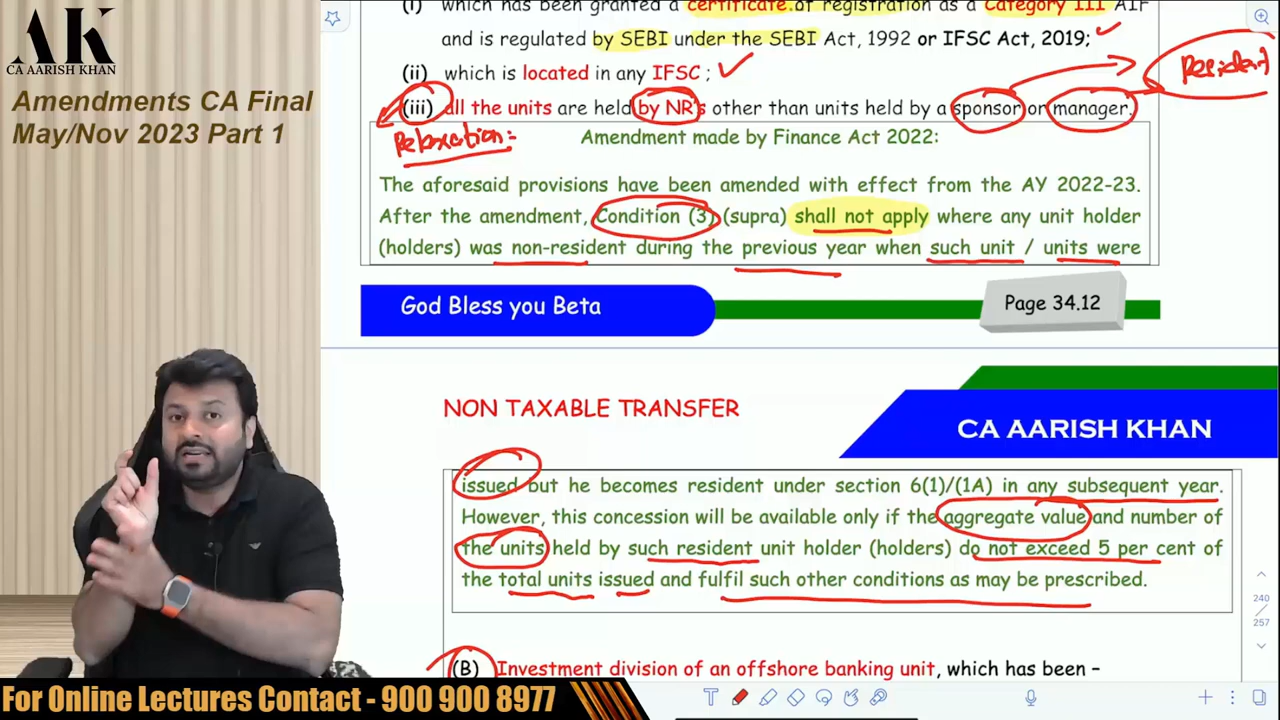 AK
CA AARISH KHAN
Amendments CA Final
May/Nov 2023 Part 1
(i) which has been granted a certificate of registration as a Category III AIF
and is regulated by SEBI under the SEBI Act, 1992 or IFSC Act, 2019;
(ii) which is located in any IFSC ;
Resident
(iii) all the units are held by NR's other than units held by a sponsor or manager.
Relaxation:
Amendment made by Finance Act 2022:
The aforesaid provisions have been amended with effect from the AY 2022-23.
After the amendment, Condition (3) (supra) shall not apply where any unit holder
(holders) was non-resident during the previous year when such unit / units were
God Bless you Beta
Page 34.12
NON TAXABLE TRANSFER
CA AARISH KHAN
issued but he becomes resident under section 6(1)/(1A) in any subsequent year.
However, this concession will be available only if the aggregate value and number of
the units held by such resident unit holder (holders) do not exceed 5 per cent of
the total units issued and fulfil such other conditions as may be prescribed.
(B) Investment division of an offshore banking unit, which has been –
240
257
For Online Lectures Contact - 900 900 8977